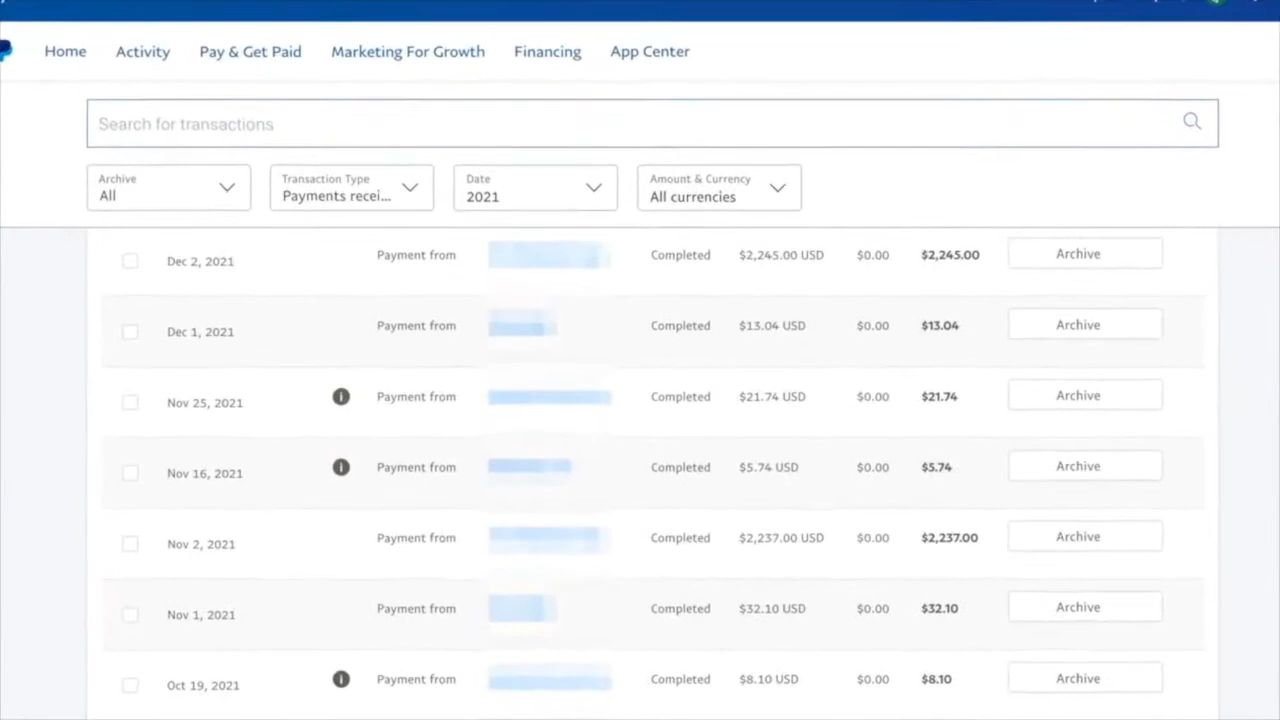 Home Activity Pay & Get Paid Marketing For Growth Financing App Center
Search for transactions
Archive Transaction Type Date Amount & Currency
All Payments recei... 2021 All currencies
Dec 2, 2021 Payment from Completed $2,245.00 USD $0.00 $2,245.00 Archive
Dec 1, 2021 Payment from Completed $13.04 USD $0.00 $13.04 Archive
Nov 25, 2021 Payment from Completed $21.74 USD $0.00 $21.74 Archive
Nov 16, 2021 Payment from Completed $5.74 USD $0.00 $5.74 Archive
Nov 2, 2021 Payment from Completed $2,237.00 USD $0.00 $2,237.00 Archive
Nov 1, 2021 Payment from Completed $32.10 USD $0.00 $32.10 Archive
Oct 19, 2021 Payment from Completed $8.10 USD $0.00 $8.10 Archive